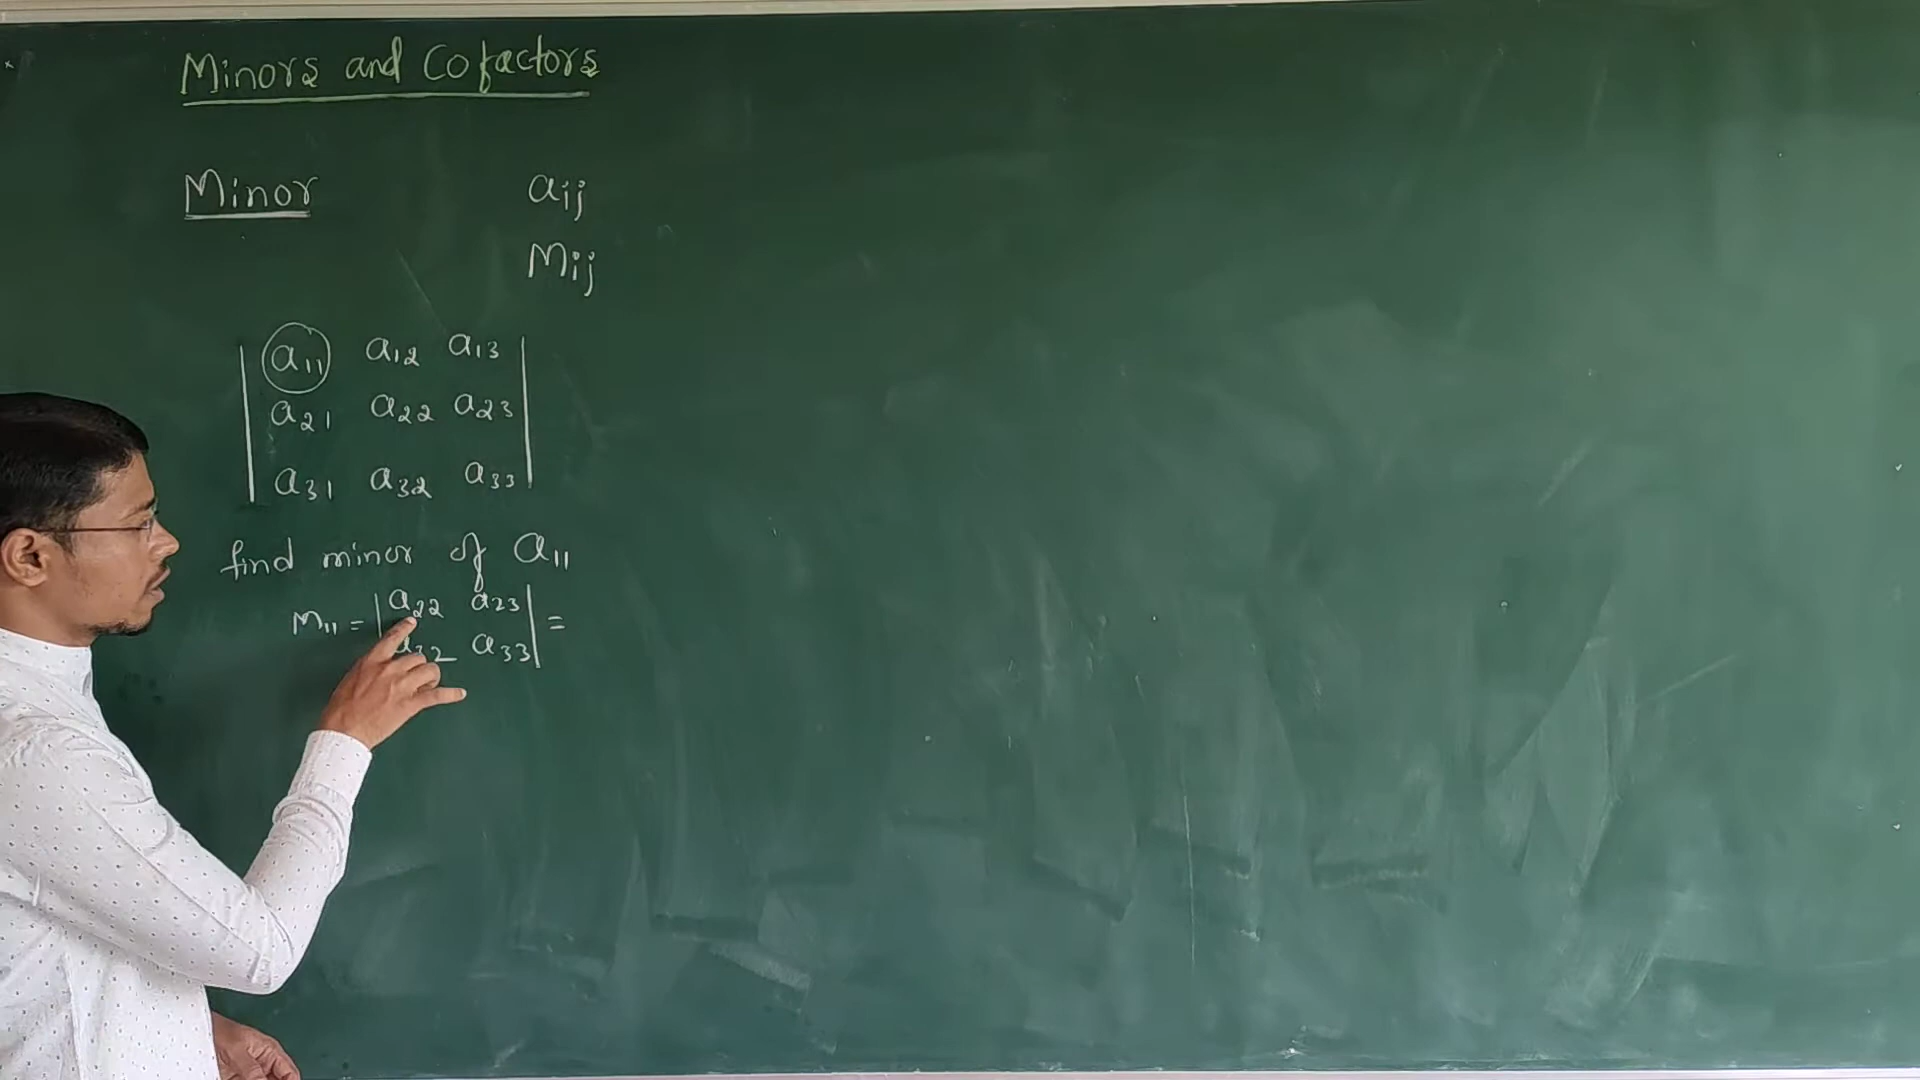 Minors and Cofactors
Minor aij
Mij
| a11 a12 a13 |
| a21 a22 a23 |
| a31 a32 a33 |
find minor of a11
M11 = | a22 a23 | =
| a32 a33 |